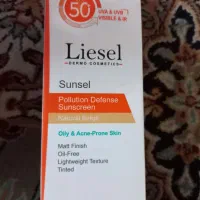 50
UVA & UVB
VISIBLE & IR
Liesel
DERMO COSMETICS
Sunsel
Pollution Defense
Sunscreen
Natural Beige
Oily & Acne-Prone Skin
Matt Finish
Oil-Free
Lightweight Texture
Tinted